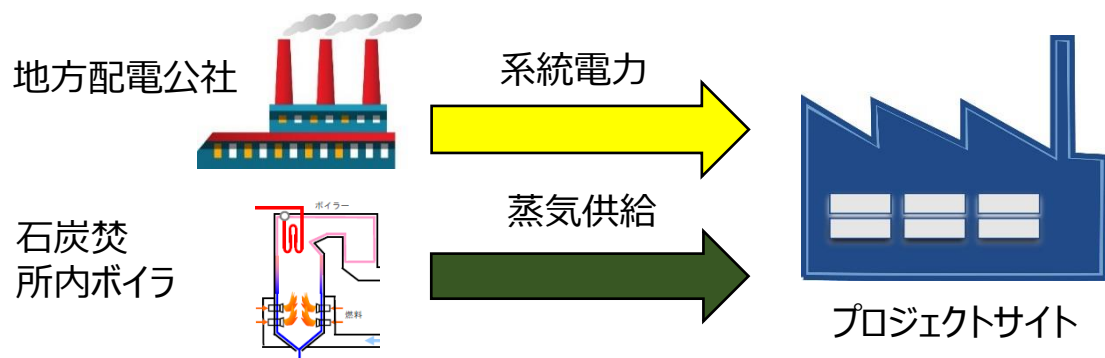 地方配電公社
系統電力
ボイラー
石炭焚
所内ボイラ
燃料
蒸気供給
プロジェクトサイト